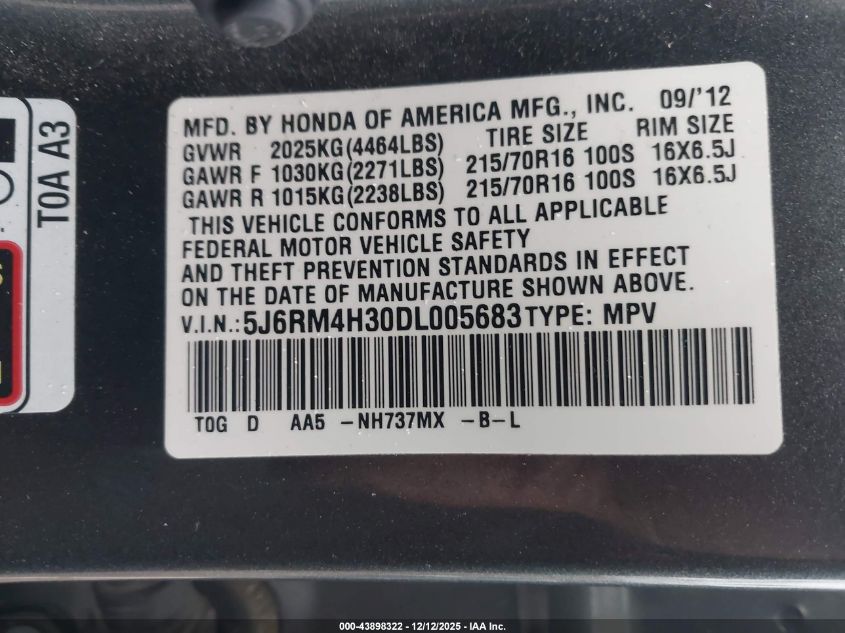 T0A A3
MFD. BY HONDA OF AMERICA MFG., INC. 09/'12
GVWR 2025KG(4464LBS) TIRE SIZE RIM SIZE
GAWR F 1030KG(2271LBS) 215/70R16 100S 16X6.5J
GAWR R 1015KG(2238LBS) 215/70R16 100S 16X6.5J
THIS VEHICLE CONFORMS TO ALL APPLICABLE
FEDERAL MOTOR VEHICLE SAFETY
AND THEFT PREVENTION STANDARDS IN EFFECT
ON THE DATE OF MANUFACTURE SHOWN ABOVE.
V.I.N.:5J6RM4H30DL005683 TYPE: MPV
T0G D AA5 -NH737MX -B-L
000-43898322 | 12/12/2025 - IAA Inc.